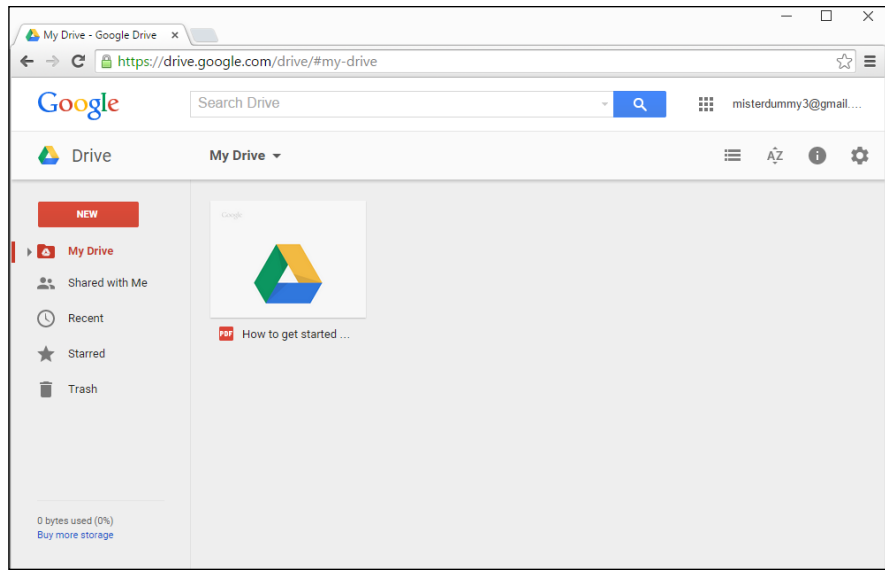 My Drive - Google Drive
https://drive.google.com/drive/#my-drive
Google
Search Drive
misterdummy3@gmail....
Drive
My Drive
AZ
NEW
Google
My Drive
Shared with Me
Recent
PDF How to get started ...
Starred
Trash
0 bytes used (0%)
Buy more storage